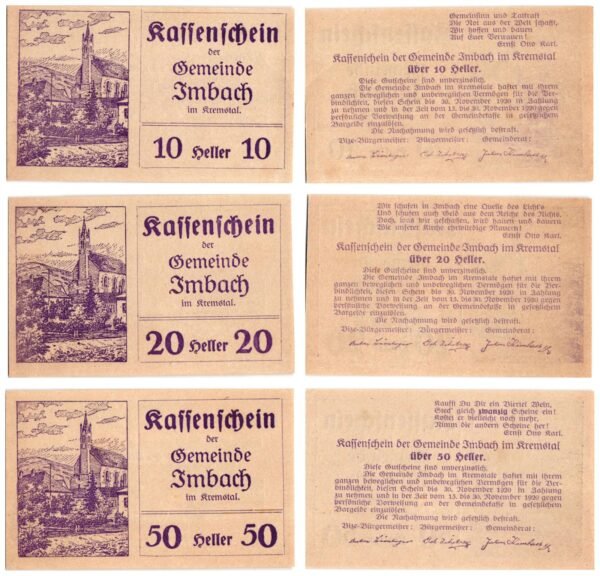 Kassenschein
der
Gemeinde
Imbach
im Kremstal.
10 Heller 10
Gemeinsinn und Tatkraft
Die Not aus der Welt schafft,
Wir hoffen und bauen
Auf Euer Vertrauen!
Ernst Otto Karl.
Kassenschein der Gemeinde Imbach im Kremstal
über 10 Heller.
Diese Gutscheine sind unverzinslich.
Die Gemeinde Imbach im Kremstale haftet mit ihrem
ganzen beweglichen und unbeweglichen Vermögen für die Ver-
bindlichkeiten, diesen Schein bis 30. November 1920 in Zahlung
zu nehmen und in der Zeit vom 15. bis 30. November 1920 gegen
persönliche Vorweisung an der Gemeindekasse in gesetzlichem
Bargelde einzulösen.
Die Nachahmung wird gesetzlich bestraft.
Vize-Bürgermeister: Bürgermeister: Gemeinderat:
Kassenschein
der
Gemeinde
Imbach
im Kremstal.
20 Heller 20
Wir schufen in Imbach eine Quelle des Lichts
Und schufen auch Geld aus dem Reiche des Nichts.
Doch, was wir geschaffen, wird hauen und bauen
Wie unserer Kirche ehrwürdige Mauern!
Ernst Otto Karl.
Kassenschein der Gemeinde Imbach im Kremstal
über 20 Heller.
Diese Gutscheine sind unverzinslich.
Die Gemeinde Imbach im Kremstale haftet mit ihrem
ganzen beweglichen und unbeweglichen Vermögen für die Ver-
bindlichkeiten, diesen Schein bis 30. November 1920 in Zahlung
zu nehmen und in der Zeit vom 15. bis 30. November 1920 gegen
persönliche Vorweisung an der Gemeindekasse in gesetzlichem
Bargelde einzulösen.
Die Nachahmung wird gesetzlich bestraft.
Vize-Bürgermeister: Bürgermeister: Gemeinderat:
Kassenschein
der
Gemeinde
Imbach
im Kremstal.
50 Heller 50
Kaufst Du Dir ein Viertel Wein,
Steck' gleich zwanzig Scheine ein!
Kostet er vielleicht noch mehr,
Nimm die andern Scheine her!
Ernst Otto Karl.
Kassenschein der Gemeinde Imbach im Kremstal
über 50 Heller.
Diese Gutscheine sind unverzinslich.
Die Gemeinde Imbach im Kremstale haftet mit ihrem
ganzen beweglichen und unbeweglichen Vermögen für die Ver-
bindlichkeiten, diesen Schein bis 30. November 1920 in Zahlung
zu nehmen und in der Zeit vom 15. bis 30. November 1920 gegen
persönliche Vorweisung an der Gemeindekasse in gesetzlichem
Bargelde einzulösen.
Die Nachahmung wird gesetzlich bestraft.
Vize-Bürgermeister: Bürgermeister: Gemeinderat: